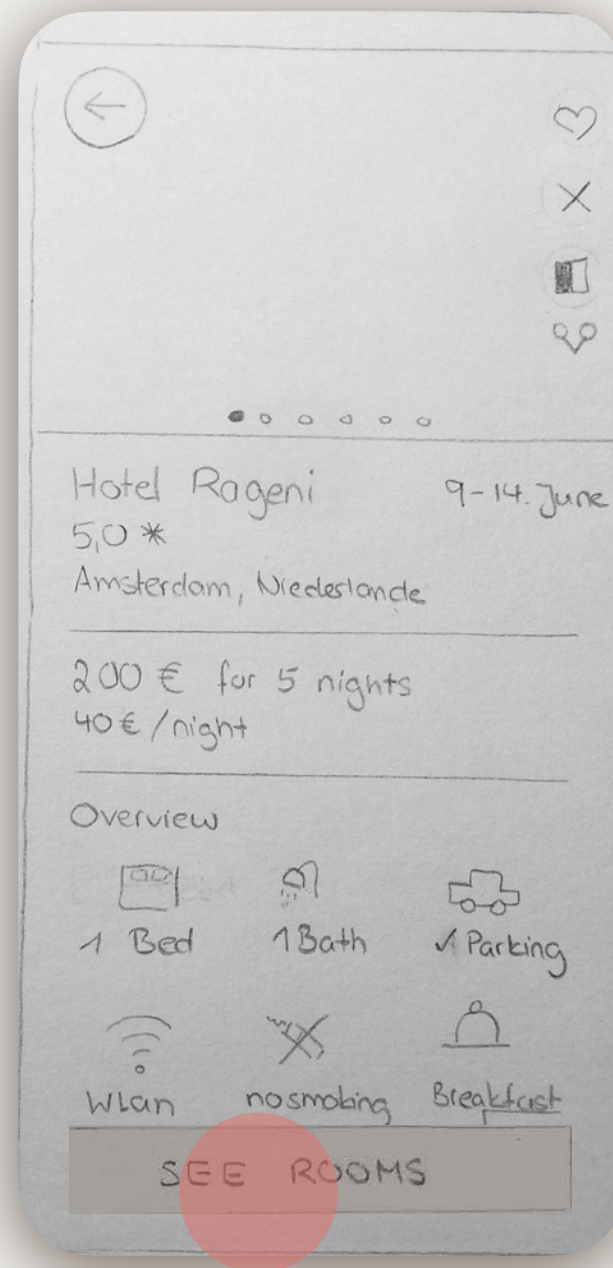 Hotel Rageni 9-14. June
5,0 *
Amsterdam, Niederlande
200 € for 5 nights
40 € / night
Overview
1 Bed 1 Bath ✓ Parking
WLan no smoking Breakfast
SEE ROOMS